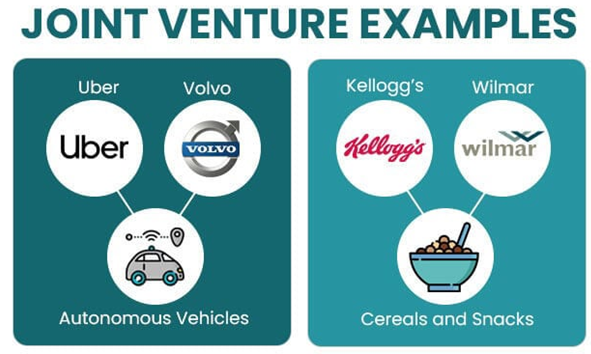 JOINT VENTURE EXAMPLES
Uber
Volvo
Uber
VOLVO
Autonomous Vehicles
Kellogg's
Wilmar
Kellogg's
wilmar
Cereals and Snacks